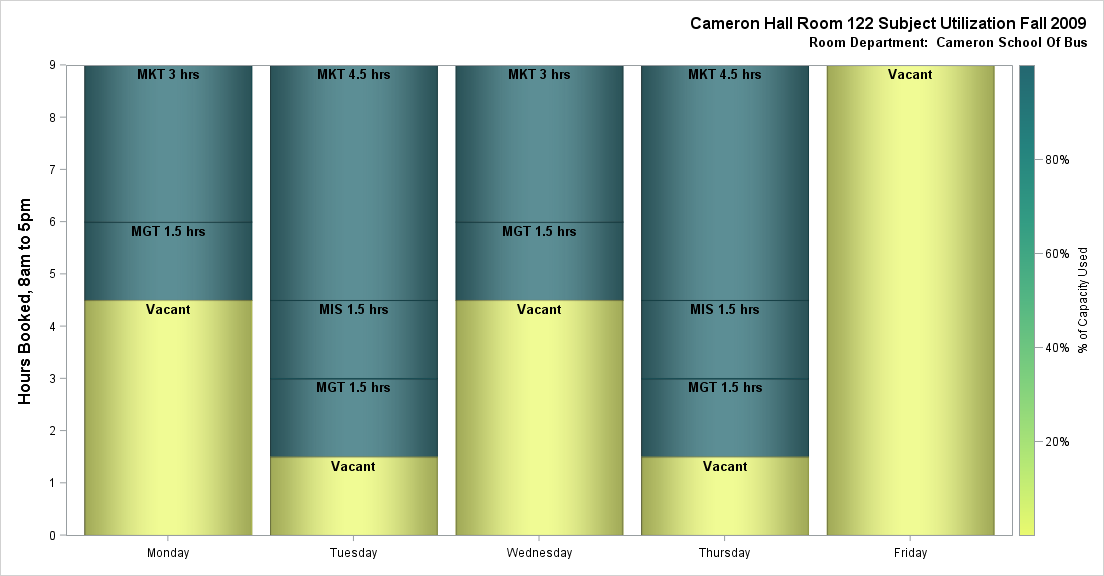 Cameron Hall Room 122 Subject Utilization Fall 2009
Room Department:  Cameron School Of Bus
Hours Booked, 8am to 5pm
9
8
7
6
5
4
3
2
1
0
MKT 3 hrs
MGT 1.5 hrs
Vacant
MKT 4.5 hrs
MIS 1.5 hrs
MGT 1.5 hrs
Vacant
MKT 3 hrs
MGT 1.5 hrs
Vacant
MKT 4.5 hrs
MIS 1.5 hrs
MGT 1.5 hrs
Vacant
Vacant
Monday
Tuesday
Wednesday
Thursday
Friday
80%
60%
40%
20%
% of Capacity Used